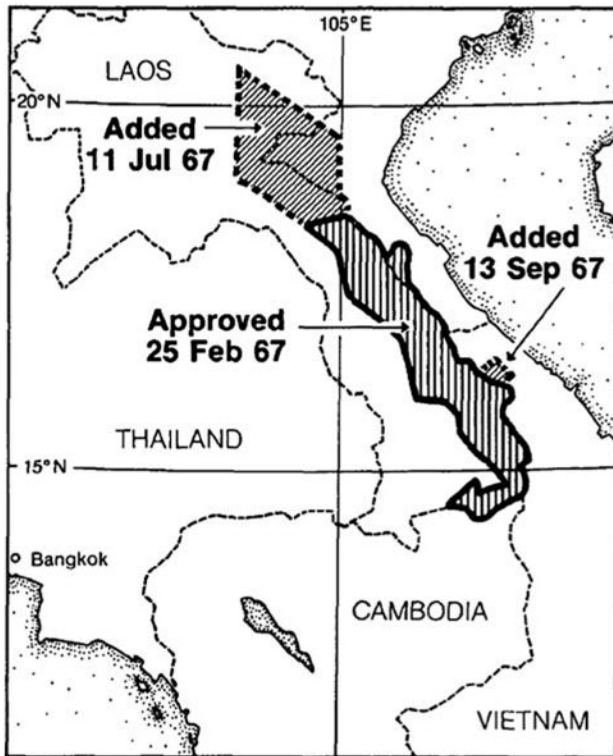 105°E
LAOS
20°N
Added
11 Jul 67
Added
13 Sep 67
Approved
25 Feb 67
THAILAND
15°N
Bangkok
CAMBODIA
VIETNAM